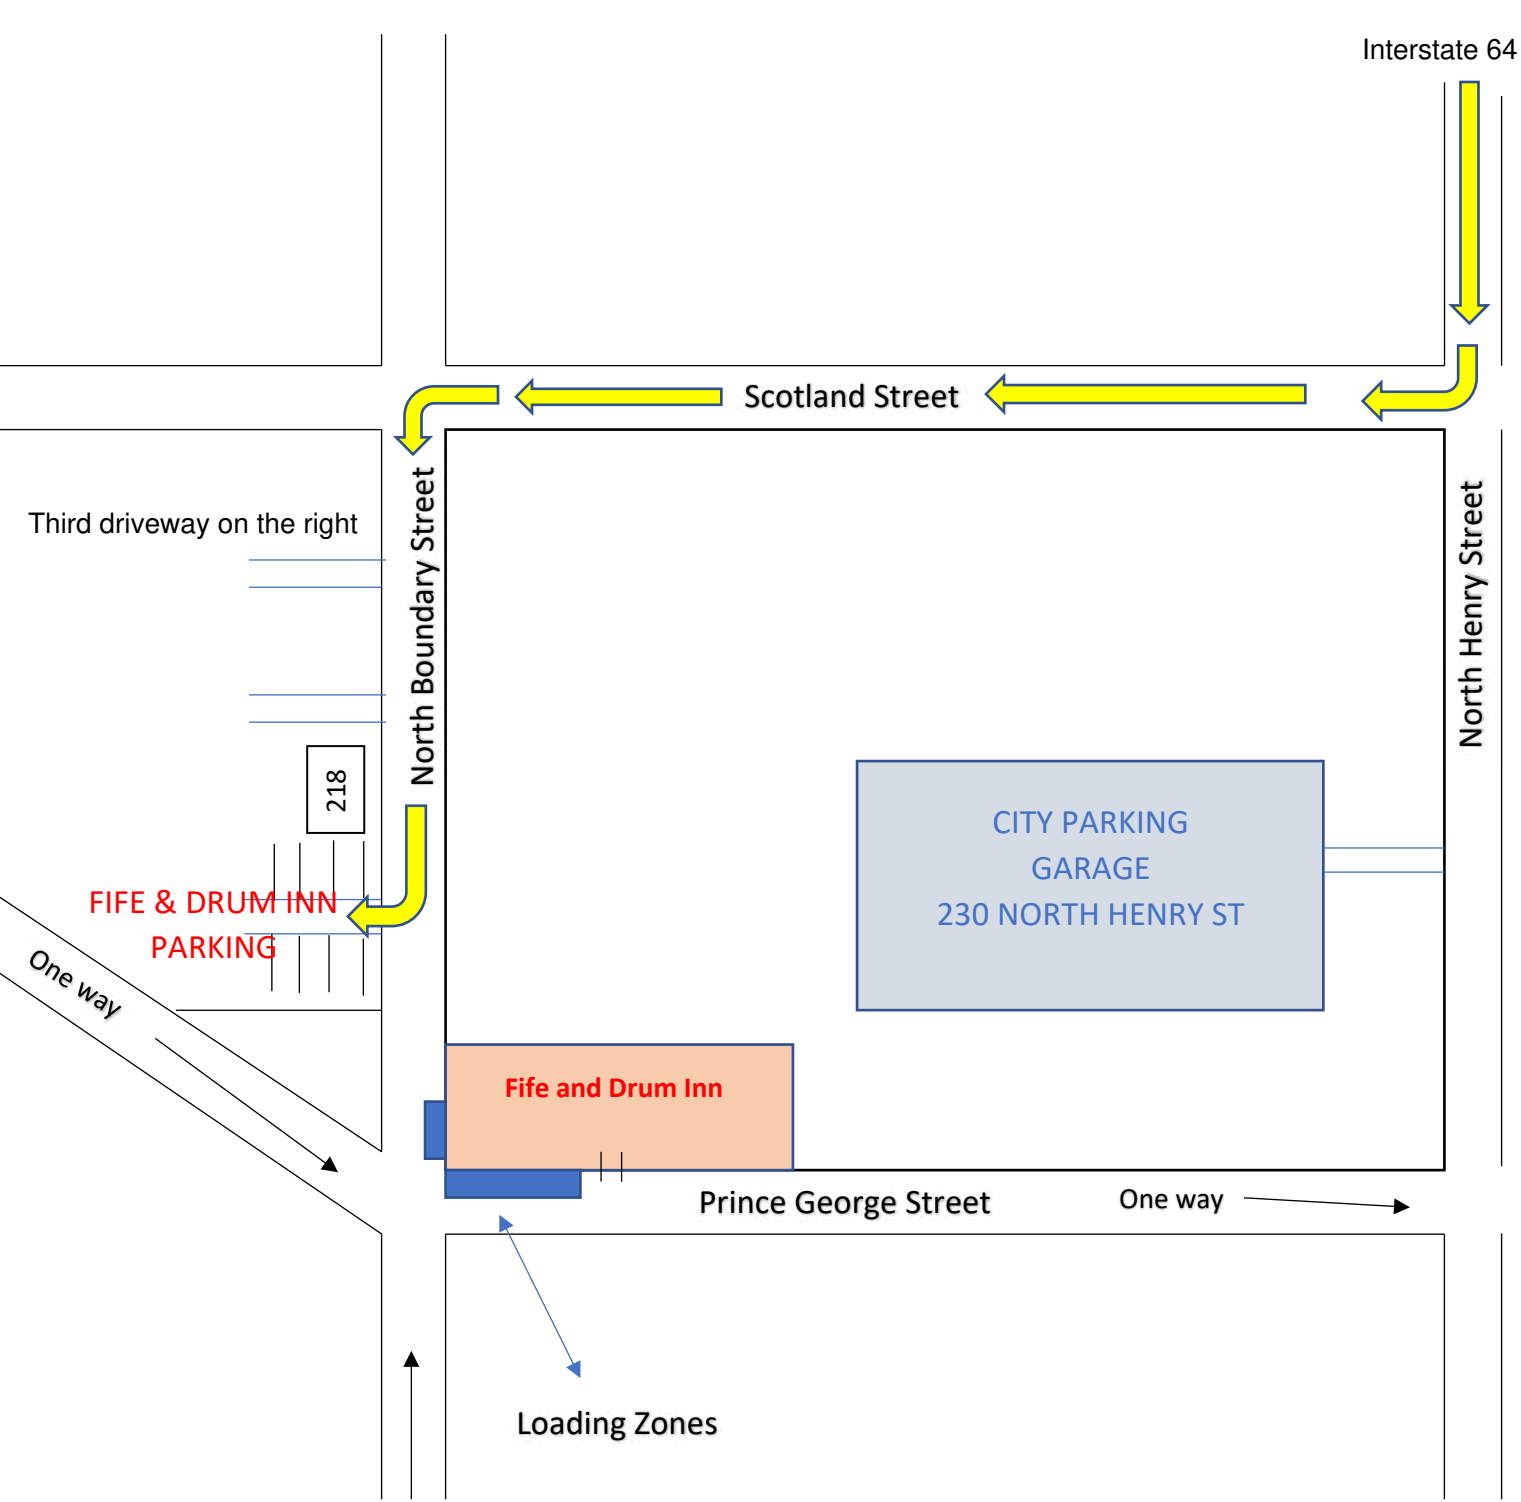 Interstate 64
Scotland Street
North Boundary Street
North Henry Street
Third driveway on the right
218
CITY PARKING
GARAGE
230 NORTH HENRY ST
FIFE & DRUM INN
PARKING
One way
Fife and Drum Inn
Prince George Street
One way
Loading Zones